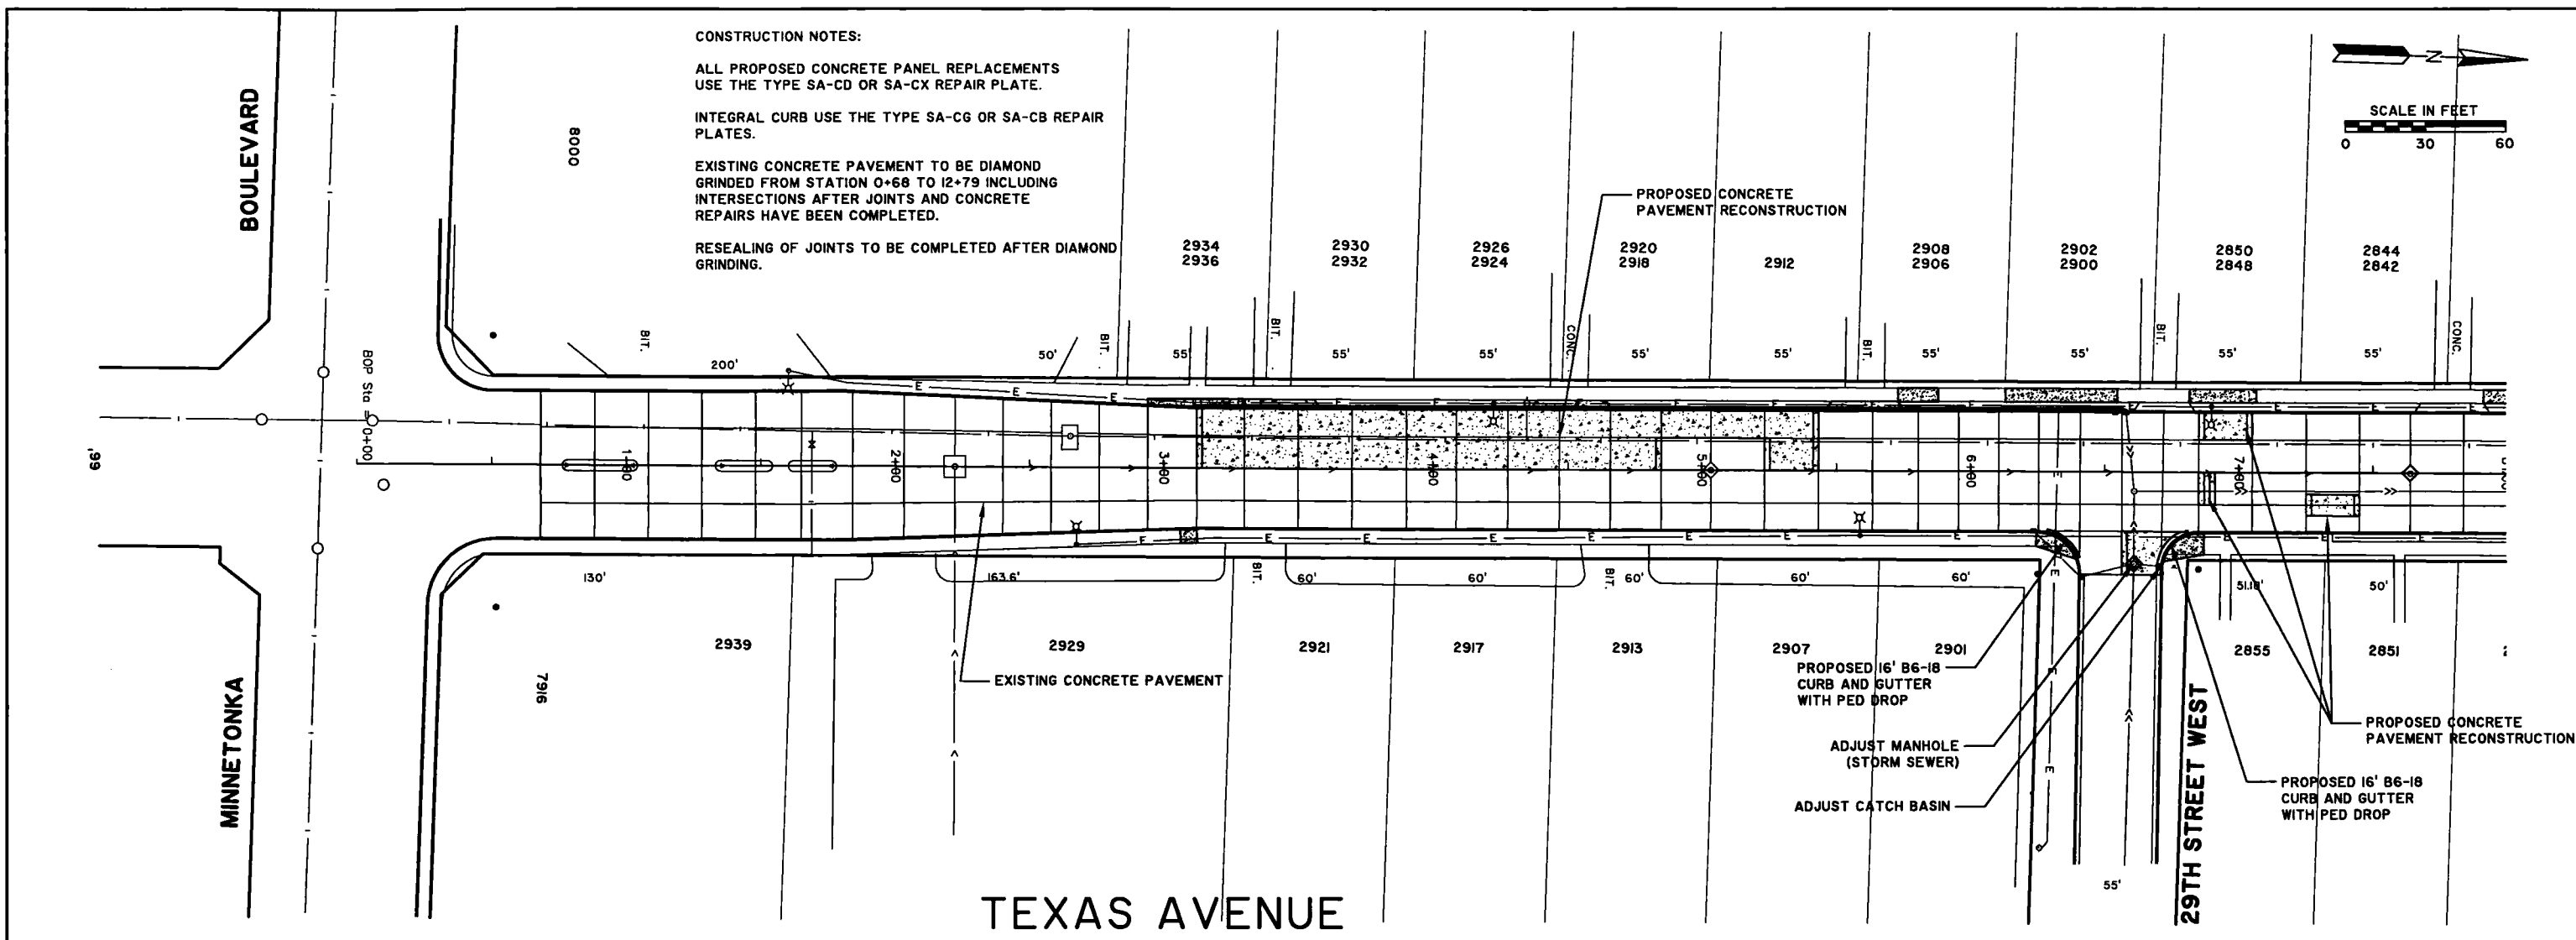 CONSTRUCTION NOTES:
ALL PROPOSED CONCRETE PANEL REPLACEMENTS
USE THE TYPE SA-CD OR SA-CX REPAIR PLATE.
INTEGRAL CURB USE THE TYPE SA-CG OR SA-CB REPAIR
PLATES.
EXISTING CONCRETE PAVEMENT TO BE DIAMOND
GRINDED FROM STATION 0+68 TO 12+79 INCLUDING
INTERSECTIONS AFTER JOINTS AND CONCRETE
REPAIRS HAVE BEEN COMPLETED.
RESEALING OF JOINTS TO BE COMPLETED AFTER DIAMOND
GRINDING.
N
SCALE IN FEET
0 30 60
BOULEVARD
8000
PROPOSED CONCRETE
PAVEMENT RECONSTRUCTION
2934
2936
2930
2932
2926
2924
2920
2918
2912
2908
2906
2902
2900
2850
2848
2844
2842
BIT.
BIT.
BIT.
CONC.
BIT.
BIT.
CONC.
200'
50'
55'
55'
55'
55'
55'
55'
55'
55'
55'
BOP Sta = 0+00
66'
1+00
2+00
3+00
4+00
5+00
6+00
7+00
E E E E E E E E E E E E
E E E E E E E E E E E E
130'
163.6'
BIT.
60'
60'
BIT.
60'
60'
60'
51.18'
50'
2939
2929
2921
2917
2913
2907
2901
2855
2851
7916
EXISTING CONCRETE PAVEMENT
PROPOSED 16' B6-18
CURB AND GUTTER
WITH PED DROP
ADJUST MANHOLE
(STORM SEWER)
ADJUST CATCH BASIN
PROPOSED CONCRETE
PAVEMENT RECONSTRUCTION
PROPOSED 16' B6-18
CURB AND GUTTER
WITH PED DROP
MINNETONKA
29TH STREET WEST
55'
TEXAS AVENUE